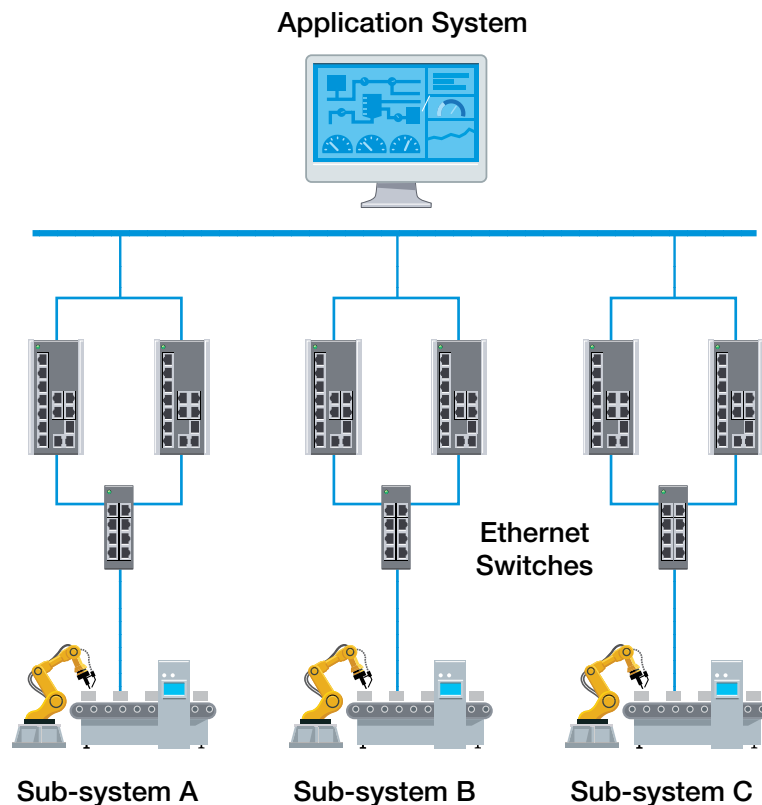 Application System
Ethernet
Switches
Sub-system A
Sub-system B
Sub-system C